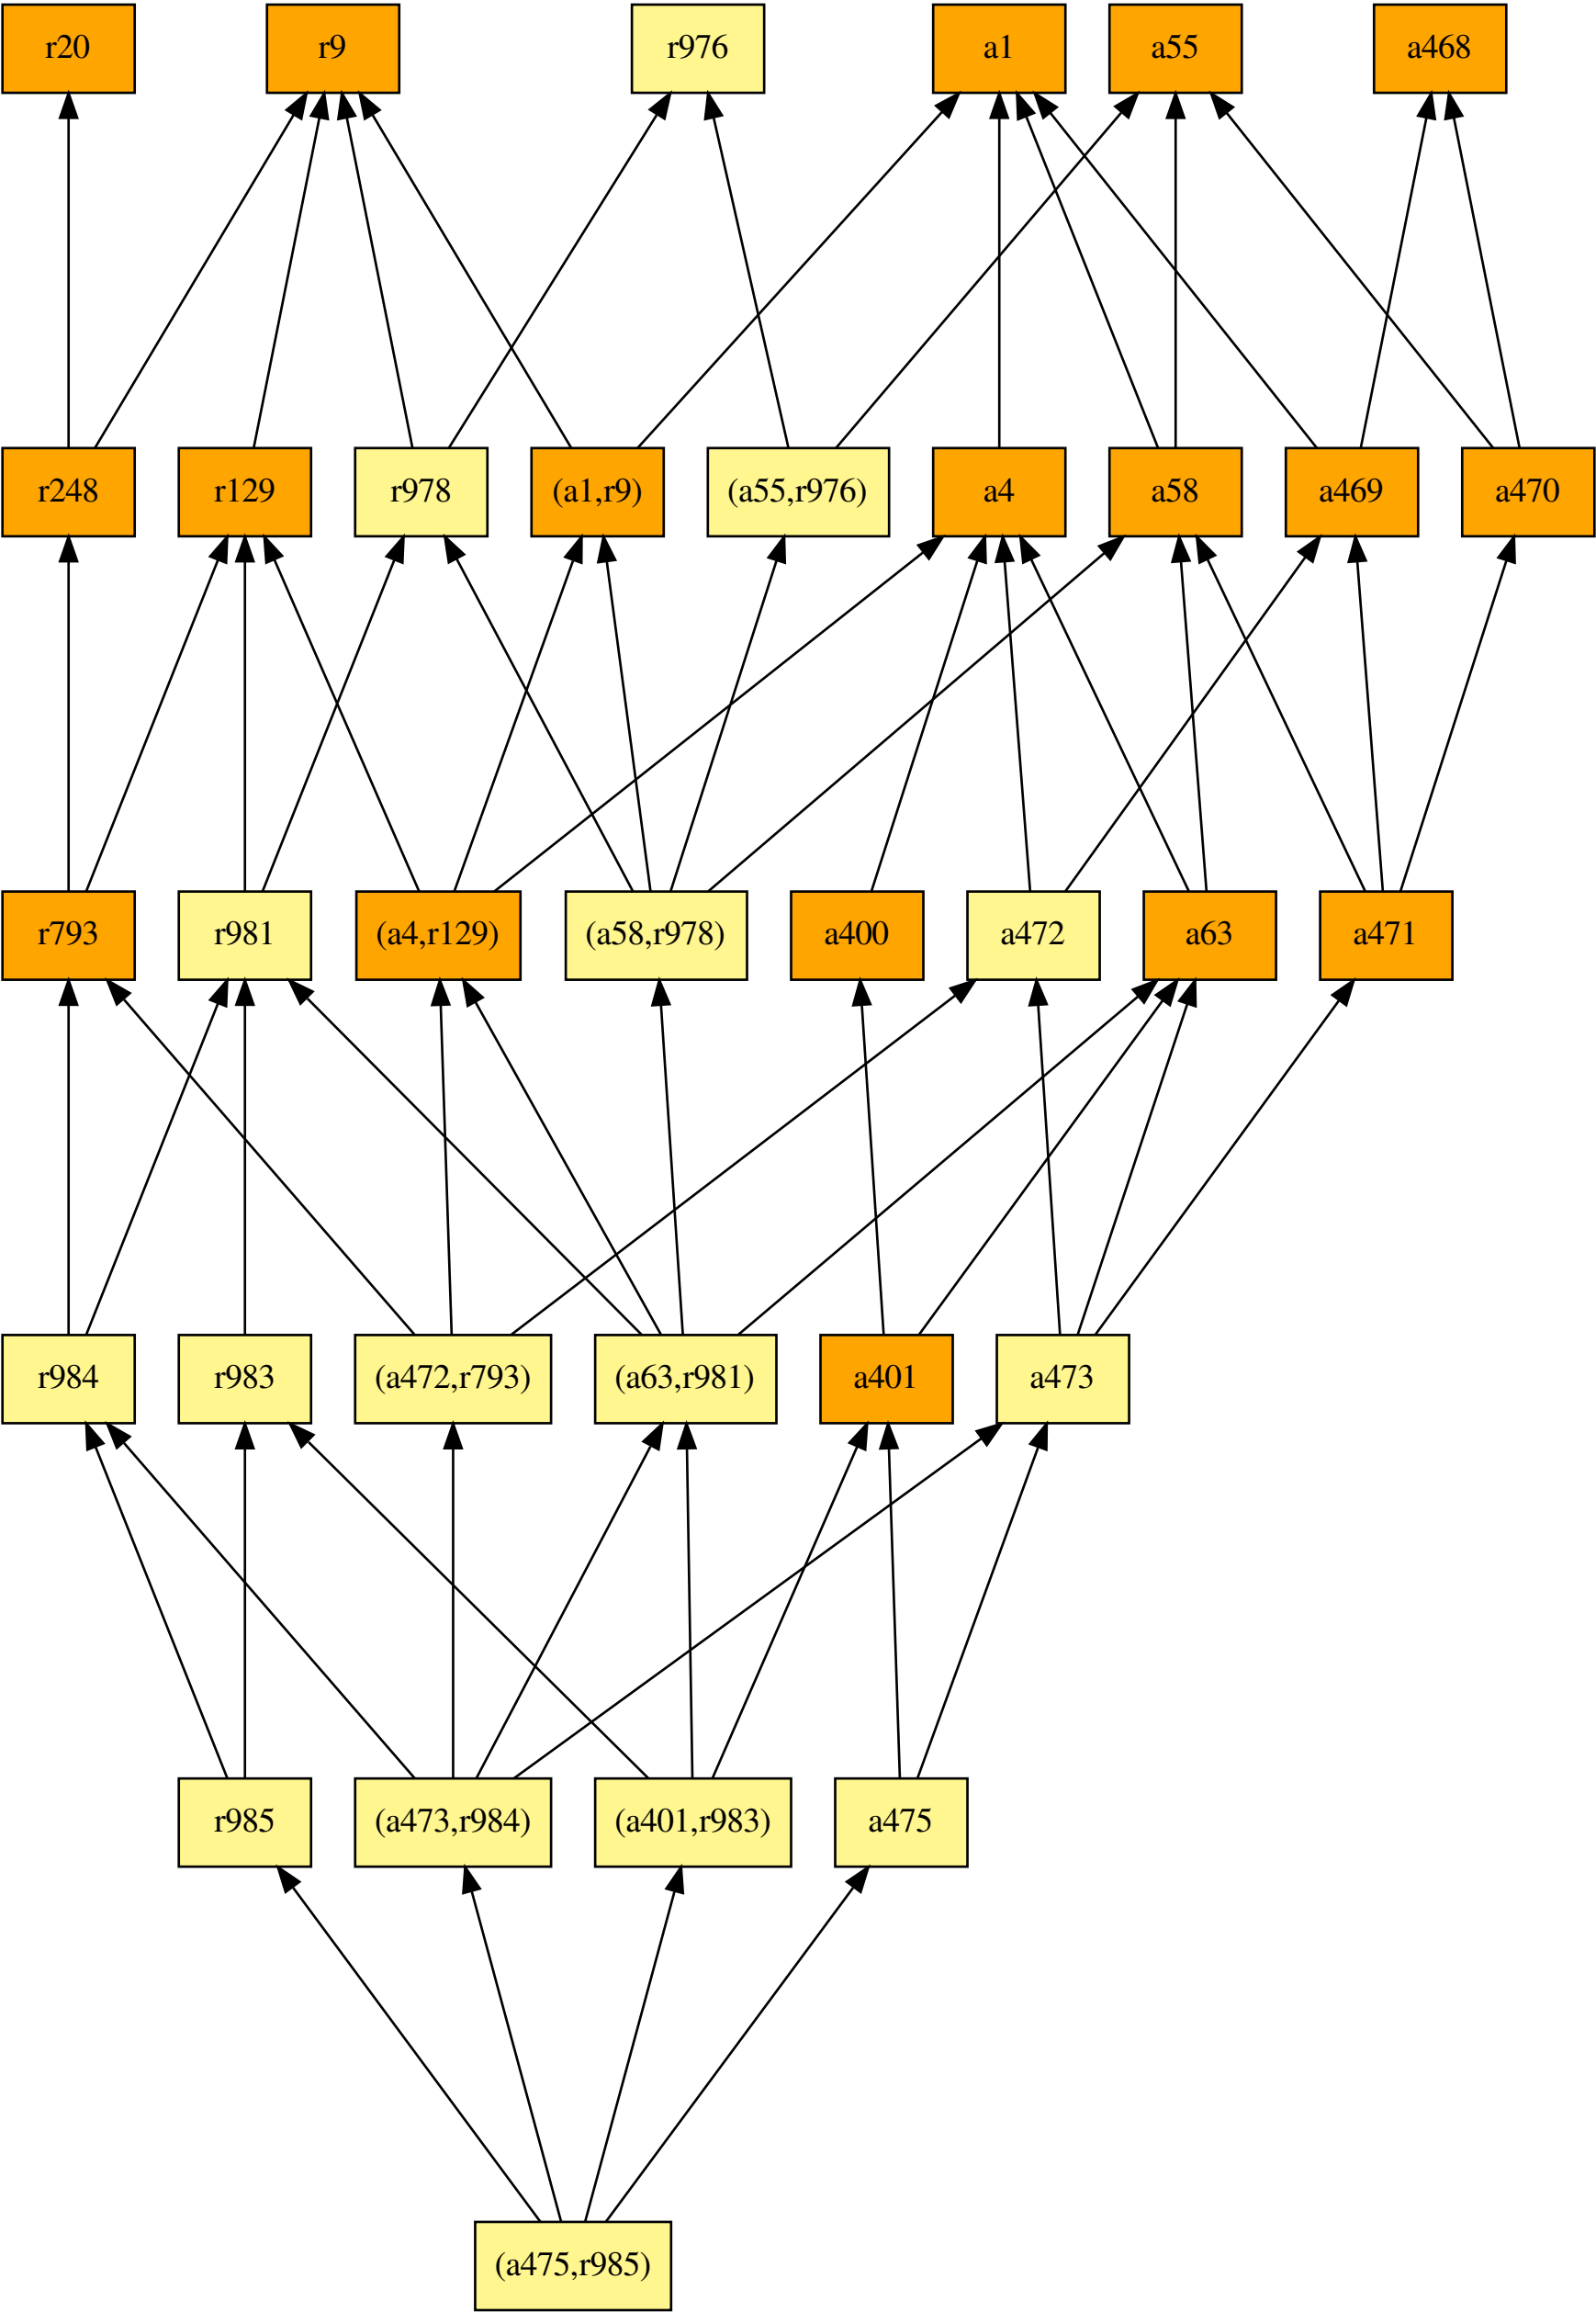 r20
r9
r976
a1
a55
a468
r248
r129
r978
(a1,r9)
(a55,r976)
a4
a58
a469
a470
r793
r981
(a4,r129)
(a58,r978)
a400
a472
a63
a471
r984
r983
(a472,r793)
(a63,r981)
a401
a473
r985
(a473,r984)
(a401,r983)
a475
(a475,r985)